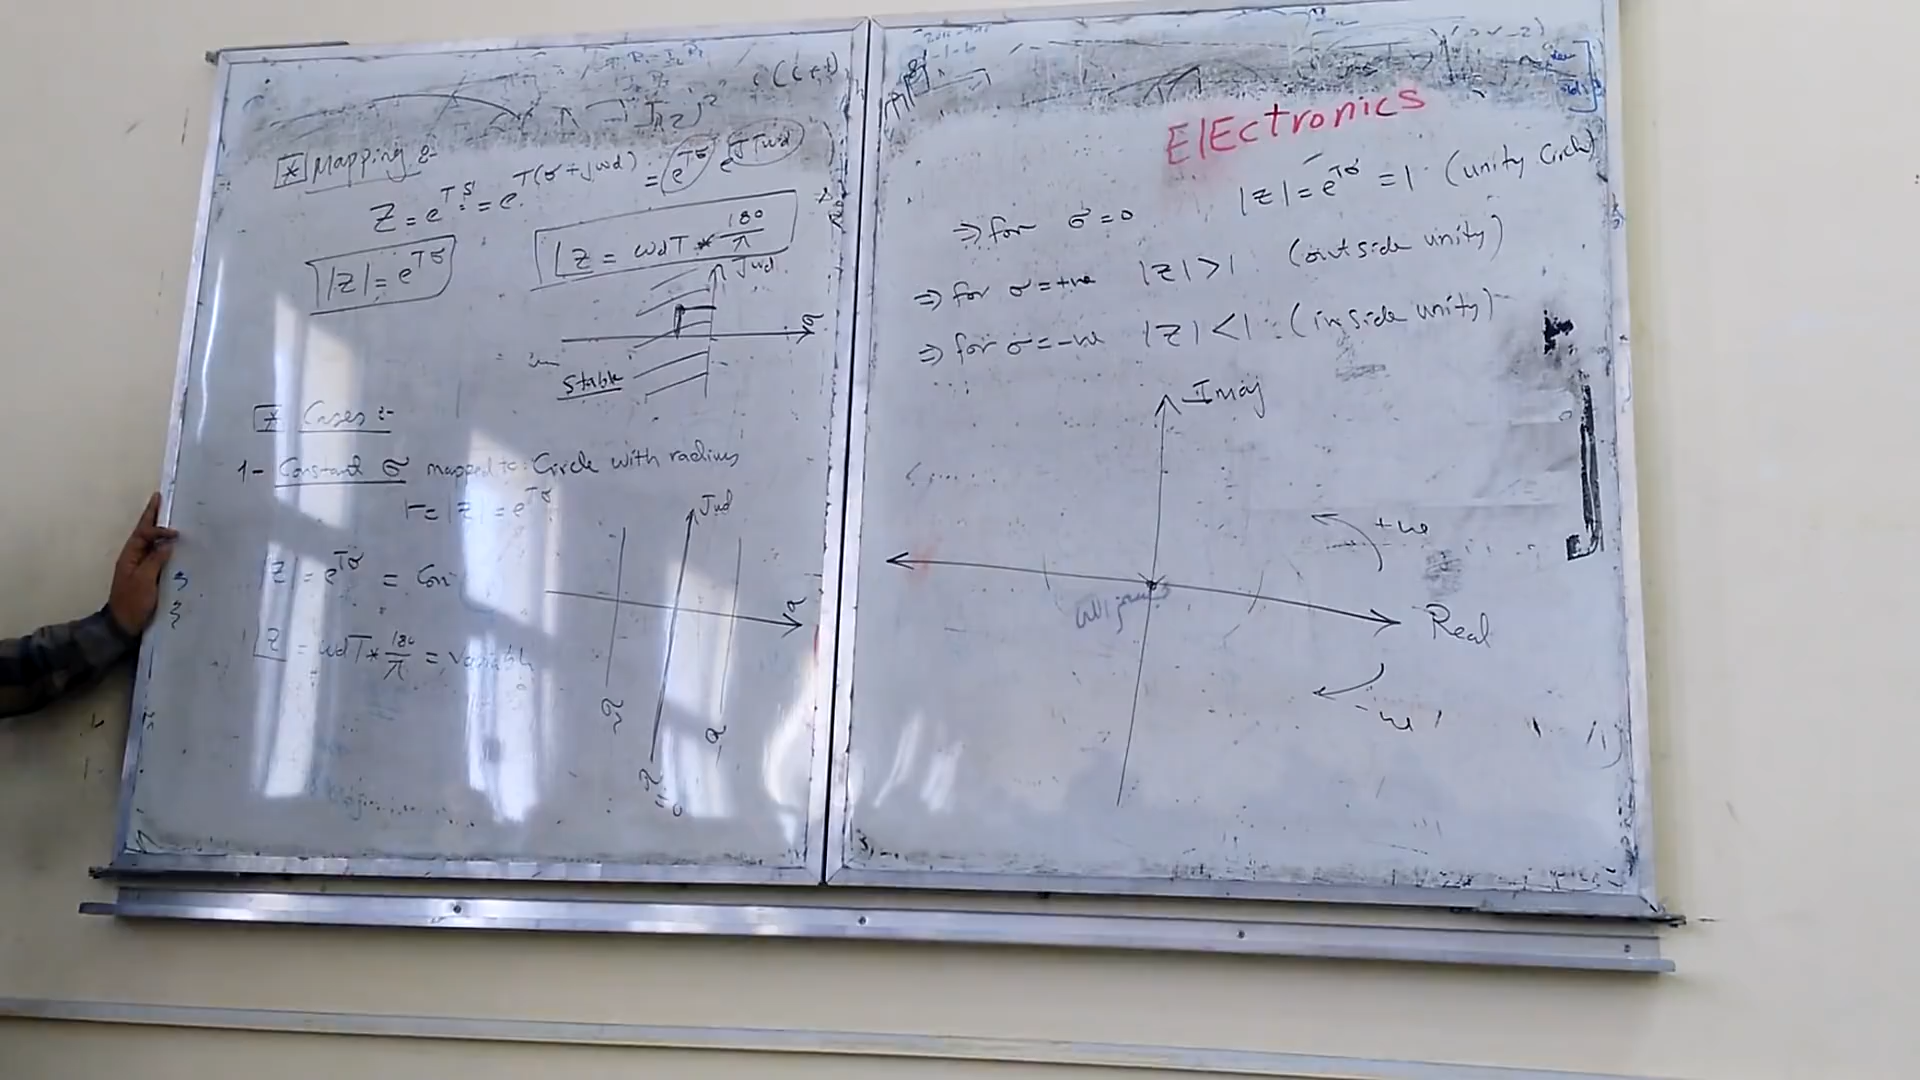 * Mapping :-
Z = e^{TS} = e^{T(σ + jωd)} = e^{Tσ} e^{JTωd}
|Z| = e^{Tσ}
∠Z = ωdT * 180/π
Jωd
σ
Stable
* Cases :-
1- Constant σ mapped to Circle with radius
r = |Z| = e^{Tσ}
Z = e^{Tσ} = Con
∠Z = ωdT * 180/π = Variable
Jωd
σ
σ
σ
σ = 0
Electronics
⇒ for σ = 0 |Z| = e^{Tσ} = 1 (unity Circle)
⇒ for σ = +ve |Z| > 1 (outside unity)
⇒ for σ = -ve |Z| < 1 (inside unity)
Imaj
+ve
Real
-ve